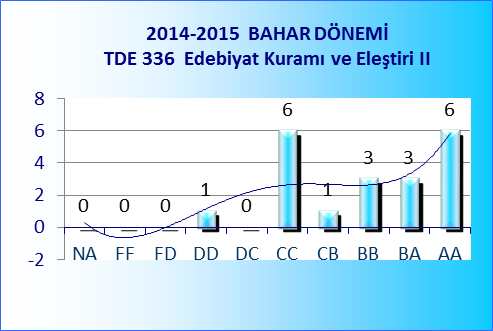 2014-2015 BAHAR DÖNEMİ
TDE 336 Edebiyat Kuramı ve Eleştiri II
8
6
4
2
0
-2
0 0 0 1 0 6 1 3 3 6
NA FF FD DD DC CC CB BB BA AA